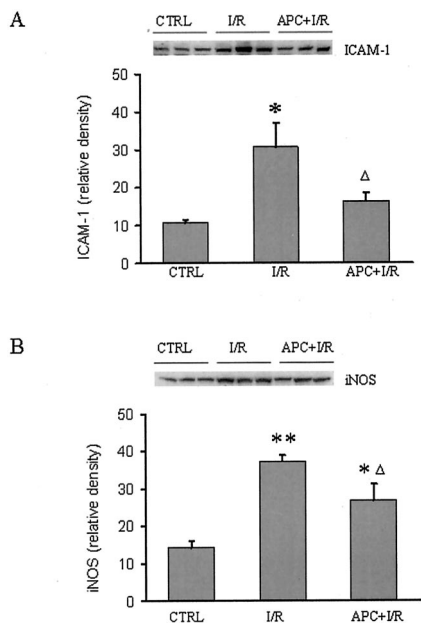 A
CTRL I/R APC+I/R
ICAM-1
50
40
30
20
10
0
ICAM-1 (relative density)
*
Δ
CTRL I/R APC+I/R
B
CTRL I/R APC+I/R
iNOS
50
40
30
20
10
0
iNOS (relative density)
**
* Δ
CTRL I/R APC+I/R